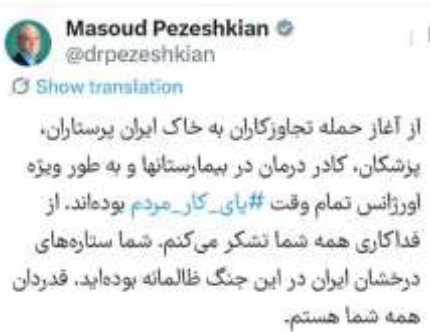 Masoud Pezeshkian
@drpezeshkian
Show translation
از آغاز حمله تجاوزکاران به خاک ایران پرستاران،
پزشکان، کادر درمان در بیمارستانها و به طور ویژه
اورژانس تمام وقت #پای_کار_مردم بوده‌اند. از
فداکاری همه شما تشکر می‌کنم. شما ستاره‌های
درخشان ایران در این جنگ ظالمانه بوده‌اید. قدردان
همه شما هستم.